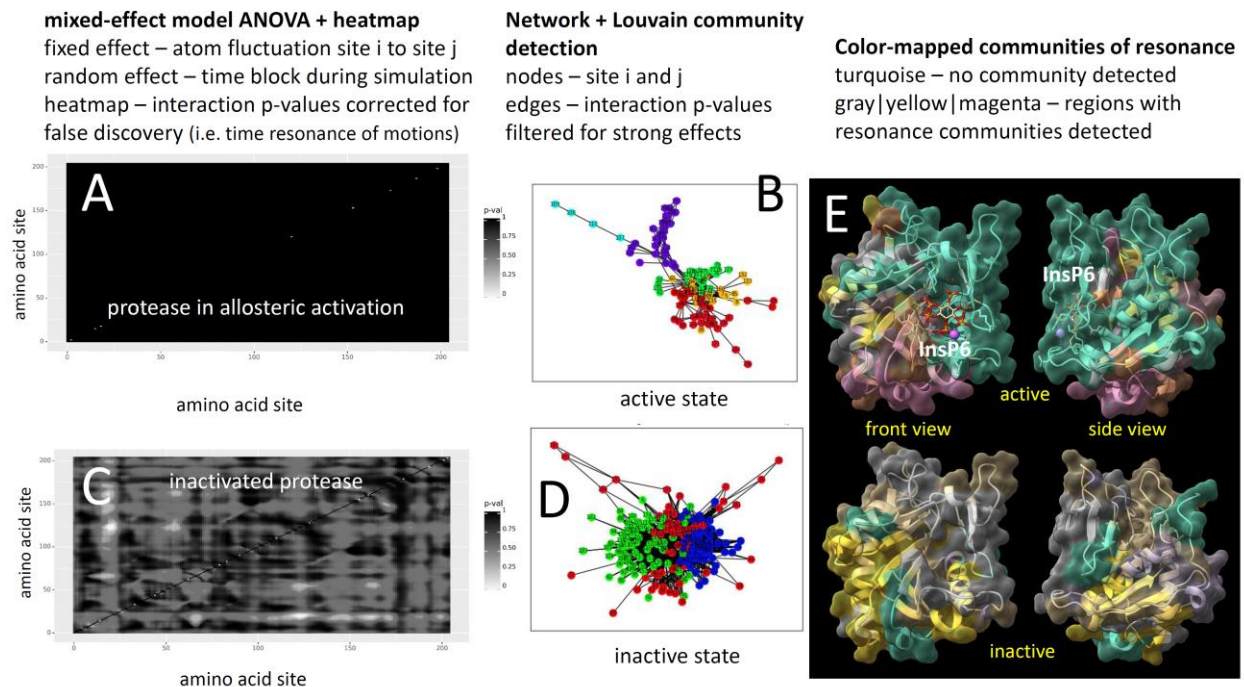 mixed-effect model ANOVA + heatmap
fixed effect – atom fluctuation site i to site j
random effect – time block during simulation
heatmap – interaction p-values corrected for
false discovery (i.e. time resonance of motions)
Network + Louvain community
detection
nodes – site i and j
edges – interaction p-values
filtered for strong effects
Color-mapped communities of resonance
turquoise – no community detected
gray|yellow|magenta – regions with
resonance communities detected
A
protease in allosteric activation
amino acid site
200
150
100
50
0
50
100
150
200
amino acid site
p-val
1
0.75
0.50
0.25
0
B
active state
C
inactivated protease
amino acid site
200
150
100
50
0
0
50
100
150
200
amino acid site
p-val
1
0.75
0.50
0.25
0
D
inactive state
E
InsP6
InsP6
active
front view
side view
inactive